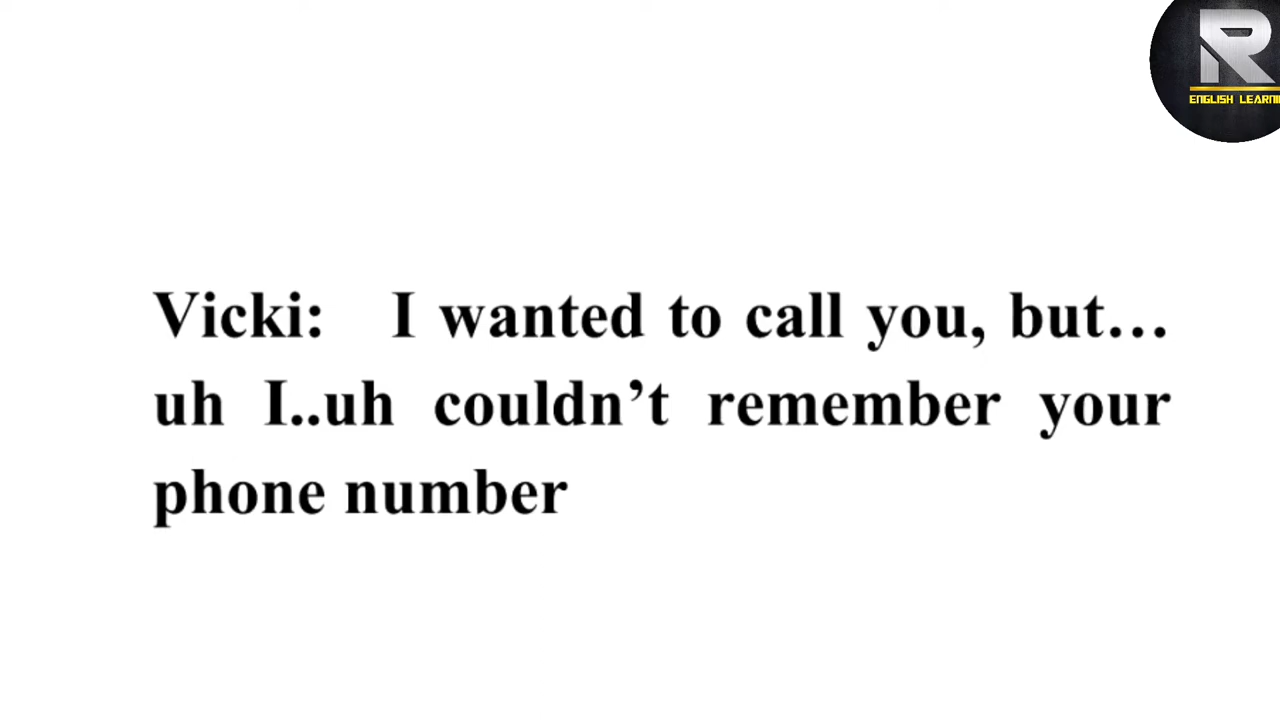 R
ENGLISH LEARNI
Vicki: I wanted to call you, but…
uh I..uh couldn’t remember your
phone number